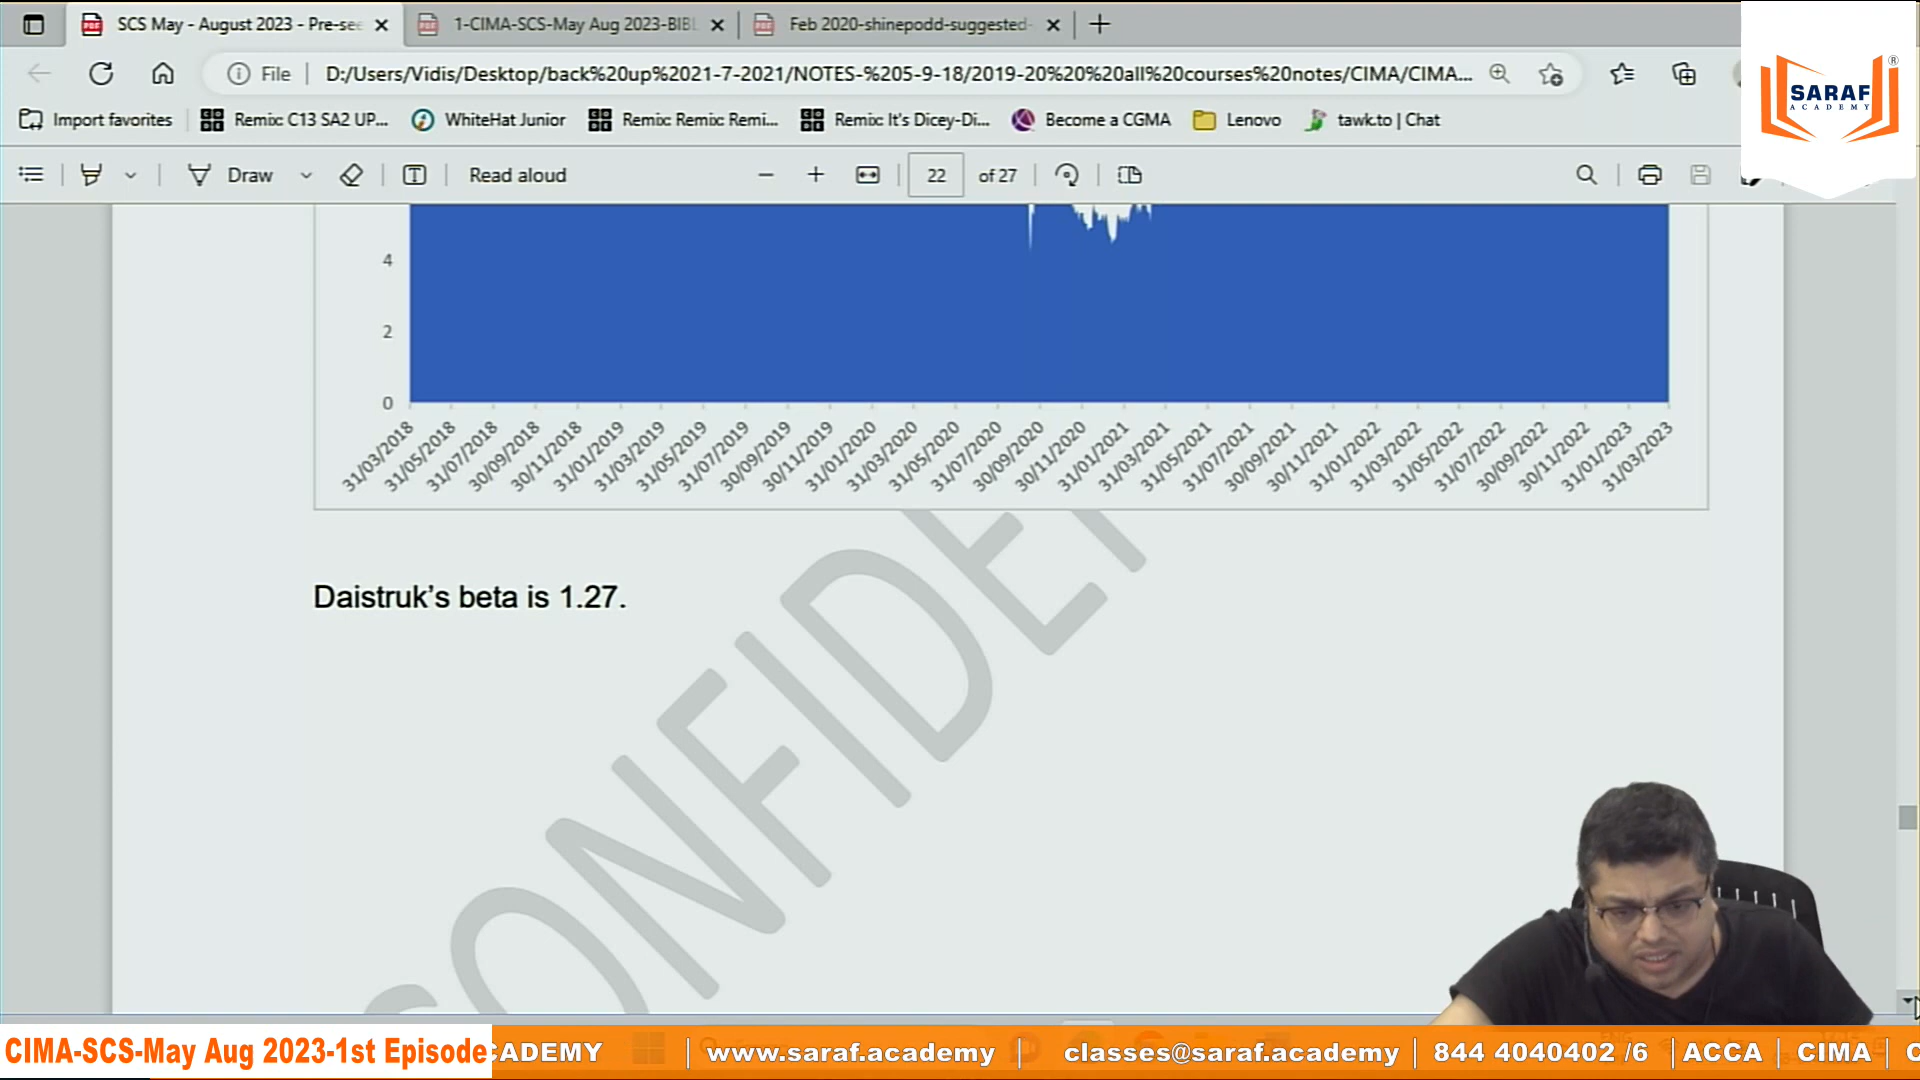 SCS May - August 2023 - Pre-see
1-CIMA-SCS-May Aug 2023-BIBL
Feb 2020-shinepodd-suggested-
File
D:/Users/Vidis/Desktop/back%20up%2021-7-2021/NOTES-%205-9-18/2019-20%20%20all%20courses%20notes/CIMA/CIMA...
SARAF
ACADEMY
®
Import favorites
Remix: C13 SA2 UP...
WhiteHat Junior
Remix: Remix: Remi...
Remix: It's Dicey-Di...
Become a CGMA
Lenovo
tawk.to | Chat
Draw
Read aloud
22
of 27
4
2
0
31/03/2018
31/05/2018
31/07/2018
30/09/2018
30/11/2018
31/01/2019
31/03/2019
31/05/2019
31/07/2019
30/09/2019
30/11/2019
31/01/2020
31/03/2020
31/05/2020
31/07/2020
30/09/2020
30/11/2020
31/01/2021
31/03/2021
31/05/2021
31/07/2021
30/09/2021
30/11/2021
31/01/2022
31/03/2022
31/05/2022
31/07/2022
30/09/2022
30/11/2022
31/01/2023
31/03/2023
Daistruk's beta is 1.27.
CONFIDE
CIMA-SCS-May Aug 2023-1st Episode
CADEMY | www.saraf.academy | classes@saraf.academy | 844 4040402 /6 | ACCA | CIMA | C